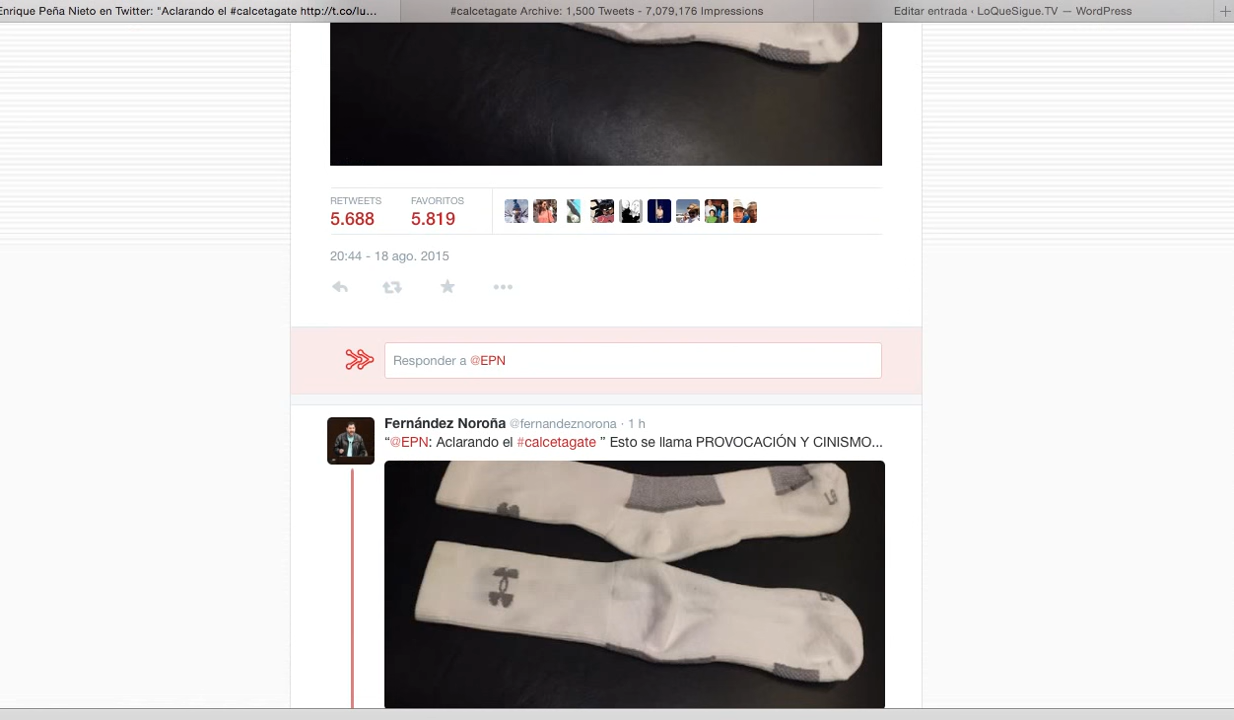 Enrique Peña Nieto en Twitter: "Aclarando el #calcetagate http://t.co/lu...
#calcetagate Archive: 1,500 Tweets - 7,079,176 Impressions
Editar entrada ‹ LoQueSigue.TV — WordPress
RETWEETS
5.688
FAVORITOS
5.819
20:44 - 18 ago. 2015
Responder a @EPN
Fernández Noroña @fernandeznorona · 1 h
“@EPN: Aclarando el #calcetagate ” Esto se llama PROVOCACIÓN Y CINISMO...